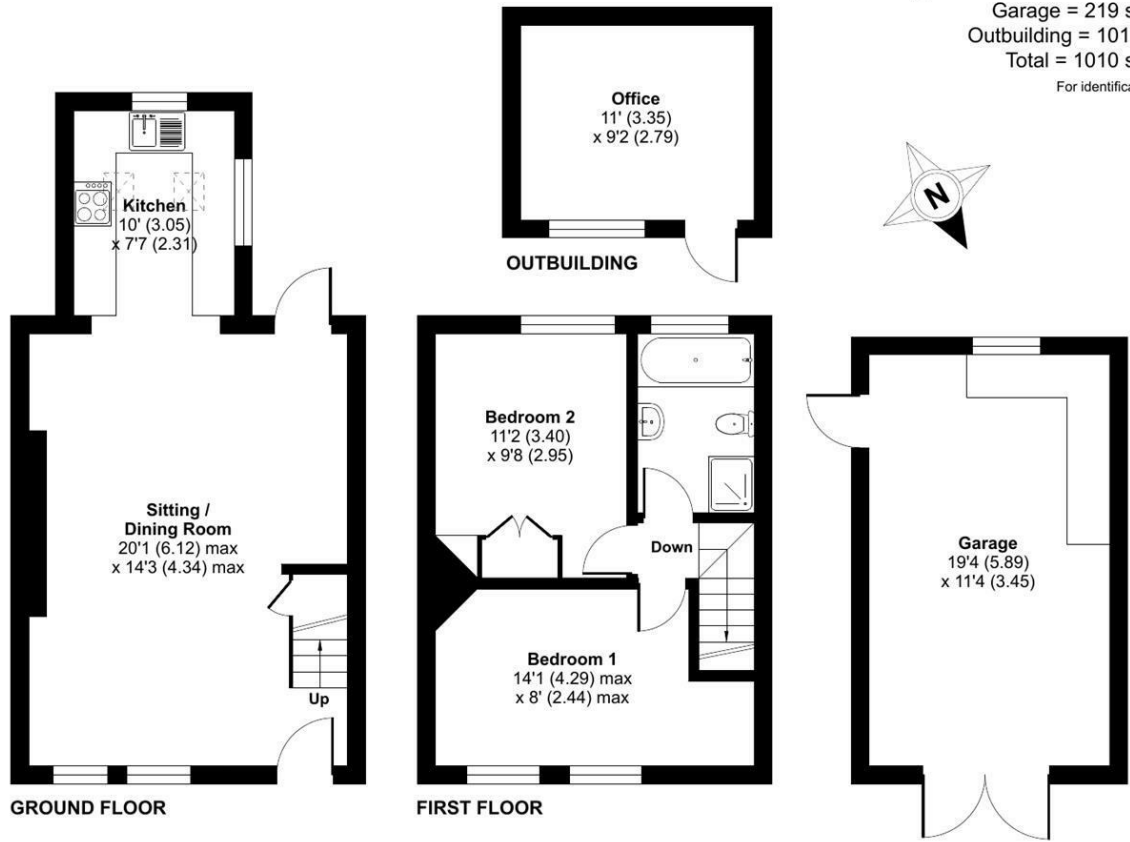 Garage = 219 s
Outbuilding = 101
Total = 1010 s
For identifica
Office
11' (3.35)
x 9'2 (2.79)
OUTBUILDING
N
Kitchen
10' (3.05)
x 7'7 (2.31)
Sitting /
Dining Room
20'1 (6.12) max
x 14'3 (4.34) max
Up
GROUND FLOOR
Bedroom 2
11'2 (3.40)
x 9'8 (2.95)
Down
Bedroom 1
14'1 (4.29) max
x 8' (2.44) max
FIRST FLOOR
Garage
19'4 (5.89)
x 11'4 (3.45)